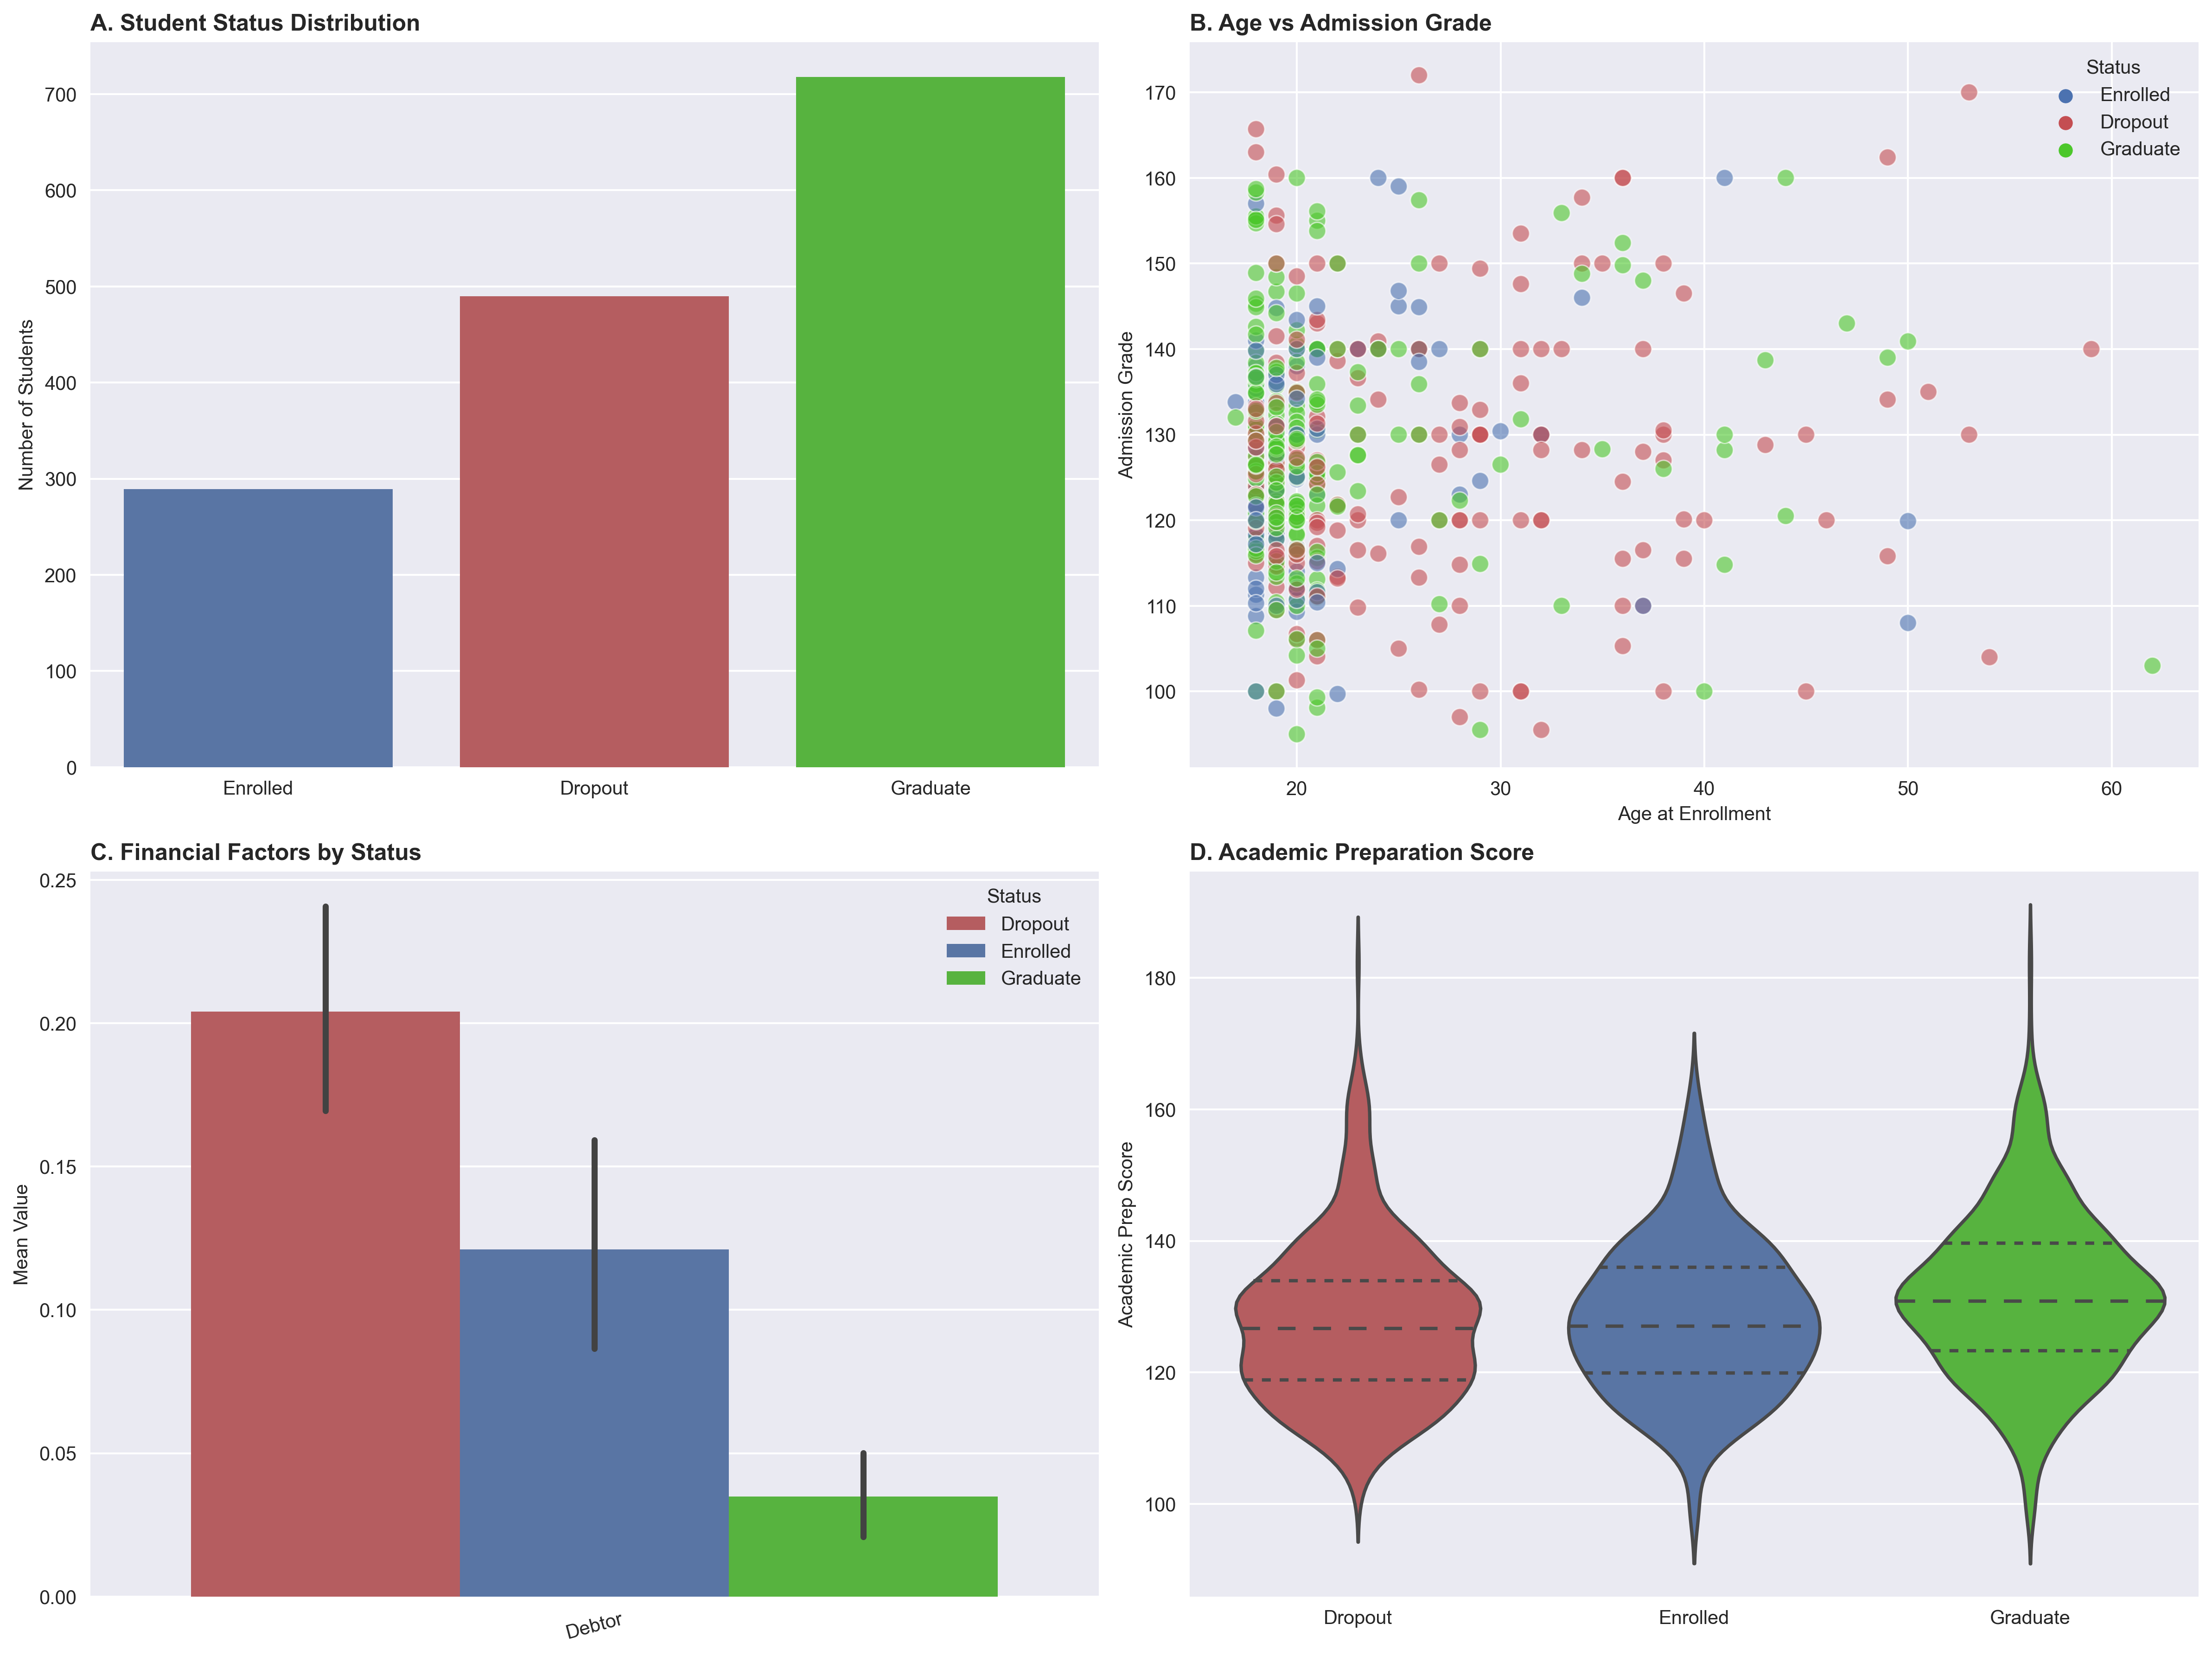 A. Student Status Distribution
Number of Students
700
600
500
400
300
200
100
0
Enrolled Dropout Graduate
B. Age vs Admission Grade
Admission Grade
170
160
150
140
130
120
110
100
Status
Enrolled
Dropout
Graduate
20 30 40 50 60
Age at Enrollment
C. Financial Factors by Status
Mean Value
0.25
0.20
0.15
0.10
0.05
0.00
Status
Dropout
Enrolled
Graduate
Debtor
D. Academic Preparation Score
Academic Prep Score
180
160
140
120
100
Dropout Enrolled Graduate